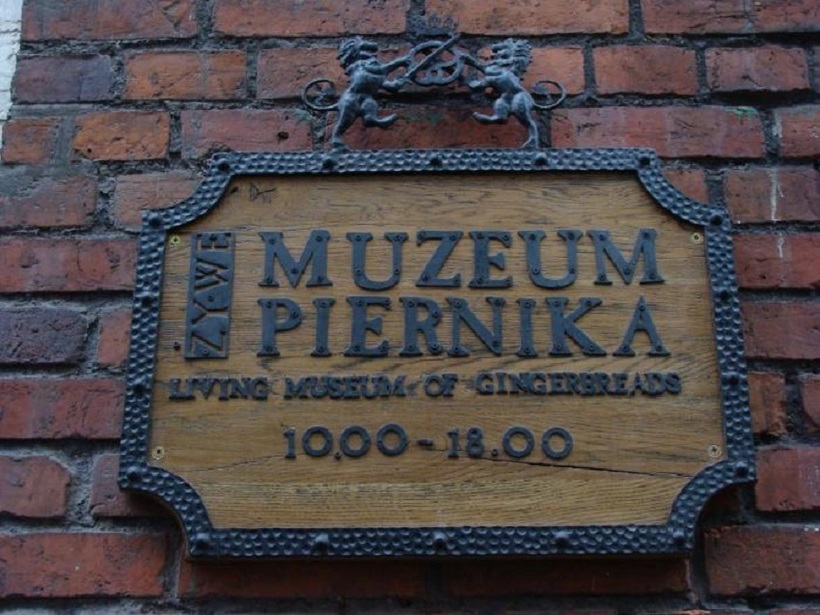 ŻYWE
MUZEUM
PIERNIKA
LIVING MUSEUM OF GINGERBREADS
10.00 - 18.00